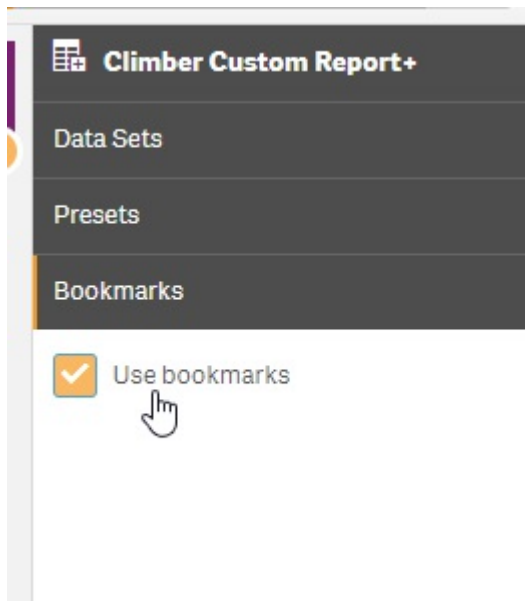 Climber Custom Report+
Data Sets
Presets
Bookmarks
Use bookmarks